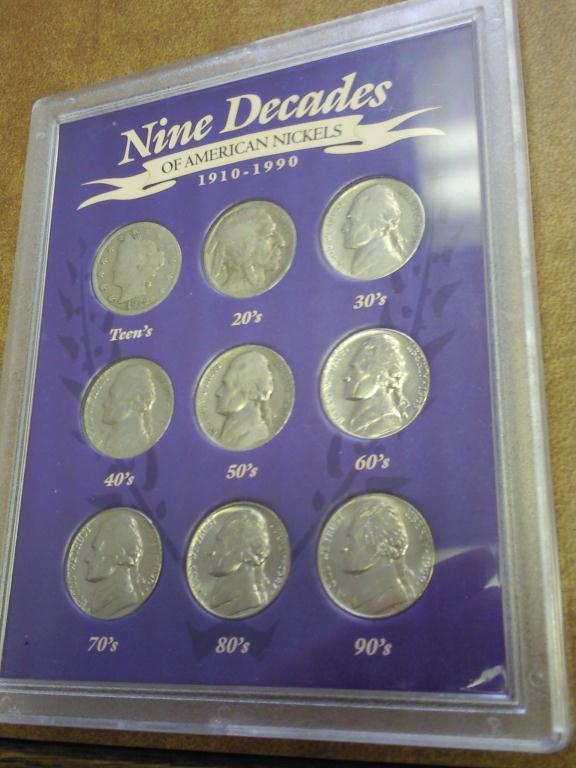 Nine Decades
OF AMERICAN NICKELS
1910-1990
Teen's
20's
30's
40's
50's
60's
70's
80's
90's